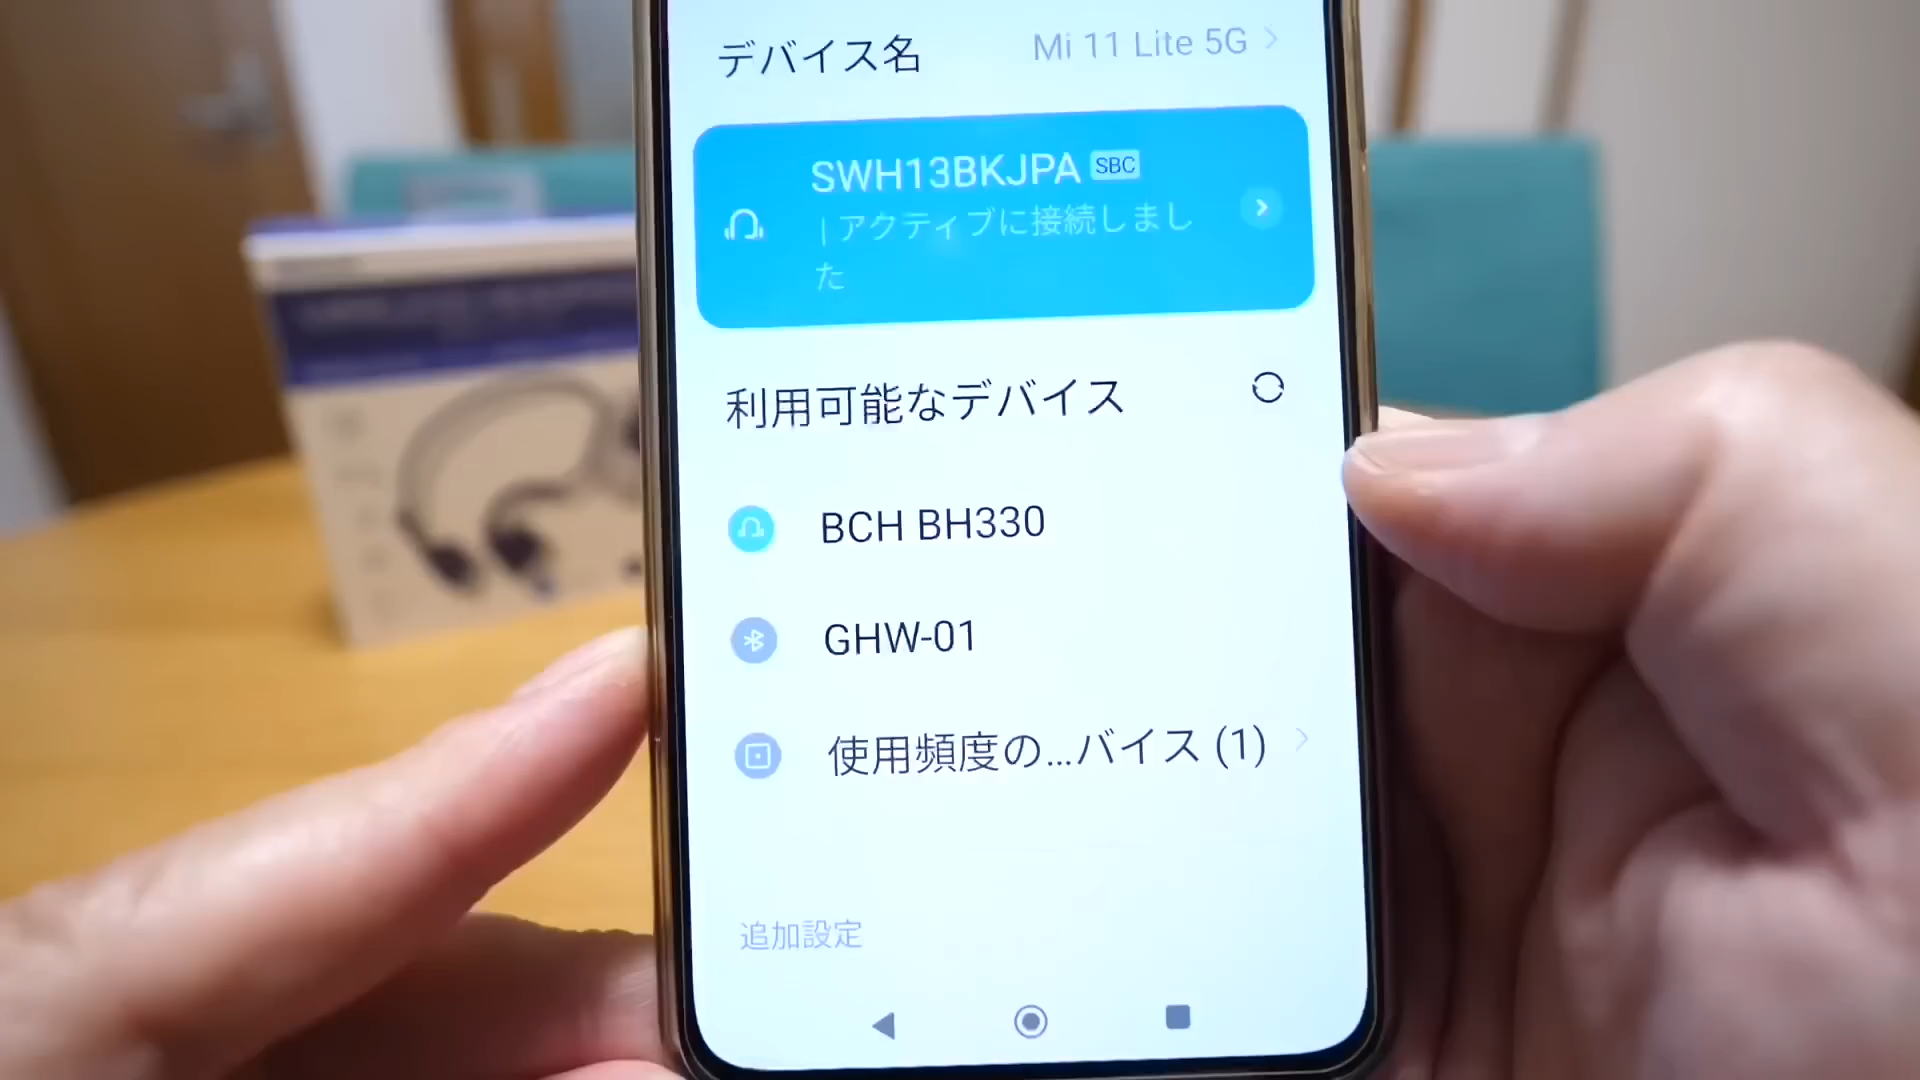 デバイス名 Mi 11 Lite 5G
SWH13BKJPA SBC
| アクティブに接続しまし
た
利用可能なデバイス
BCH BH330
GHW-01
使用頻度の...バイス (1)
追加設定